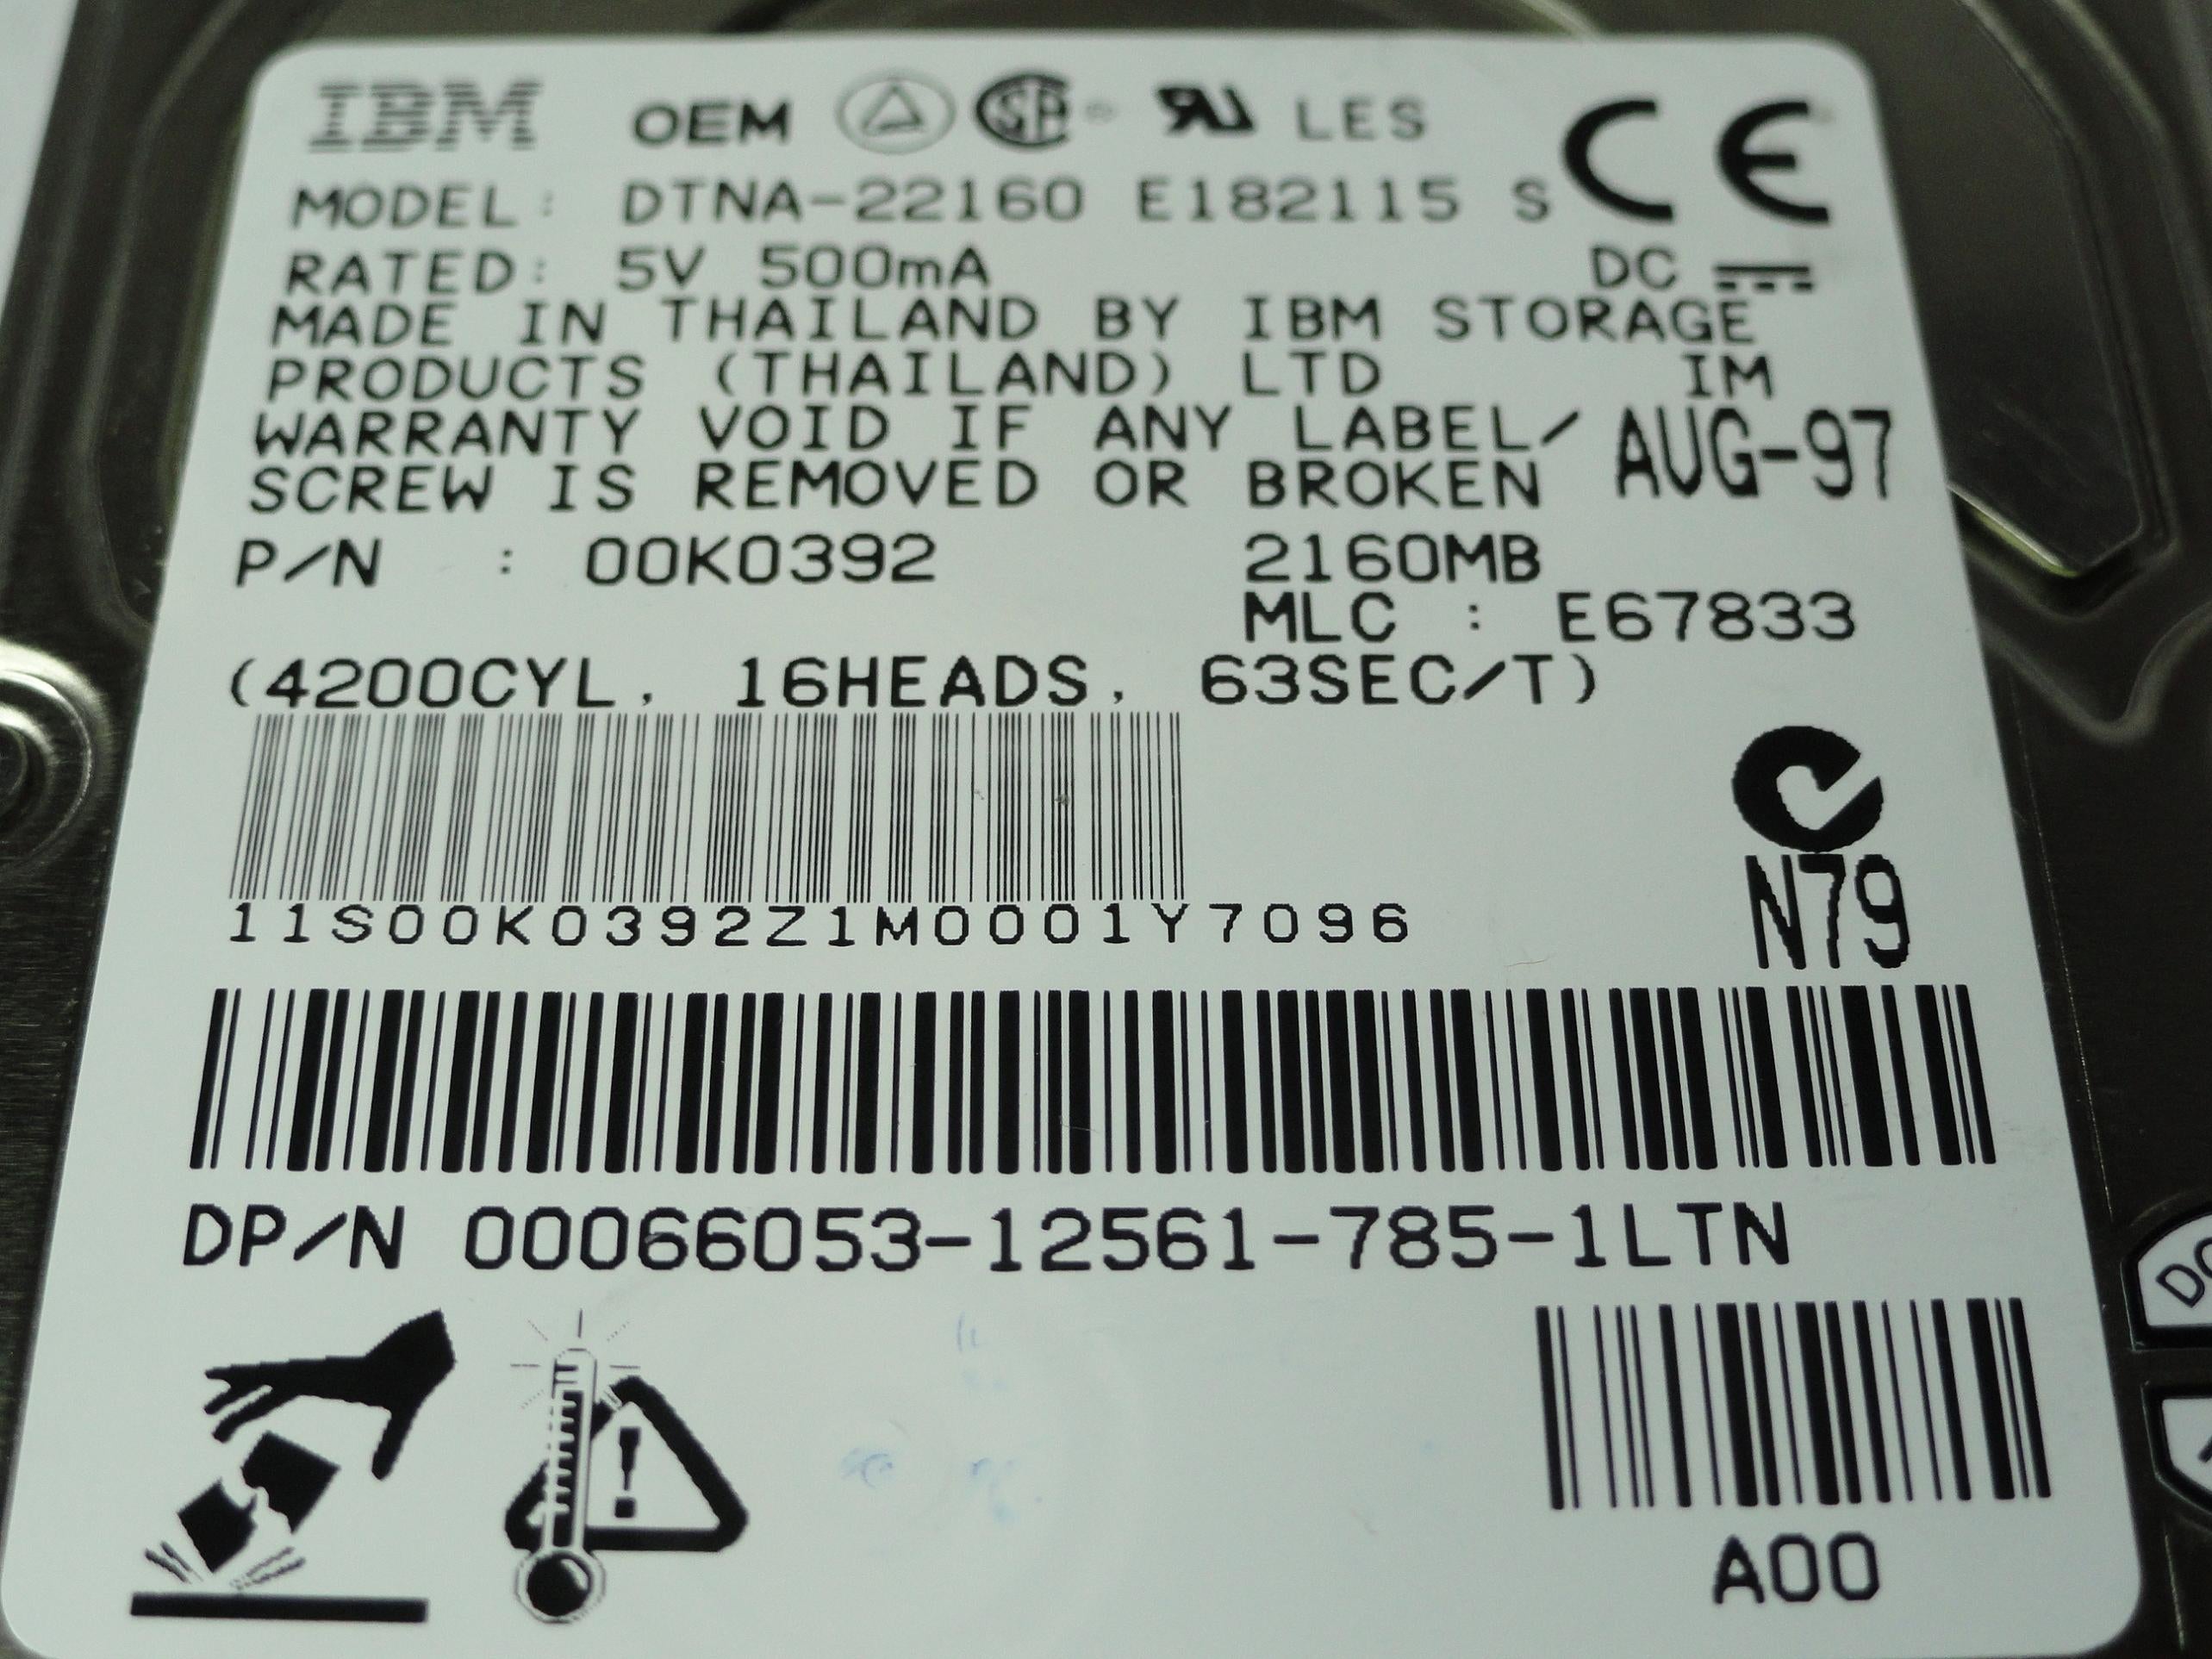 IBM OEM LES
MODEL: DTNA-22160 E182115 S
RATED: 5V 500mA DC
MADE IN THAILAND BY IBM STORAGE
PRODUCTS (THAILAND) LTD IM
WARRANTY VOID IF ANY LABEL/
SCREW IS REMOVED OR BROKEN AUG-97
P/N : 00K0392 2160MB
MLC : E67833
(4200CYL, 16HEADS, 63SEC/T)
N79
11S00K0392Z1M0001Y7096
DP/N 00066053-12561-785-1LTN
A00